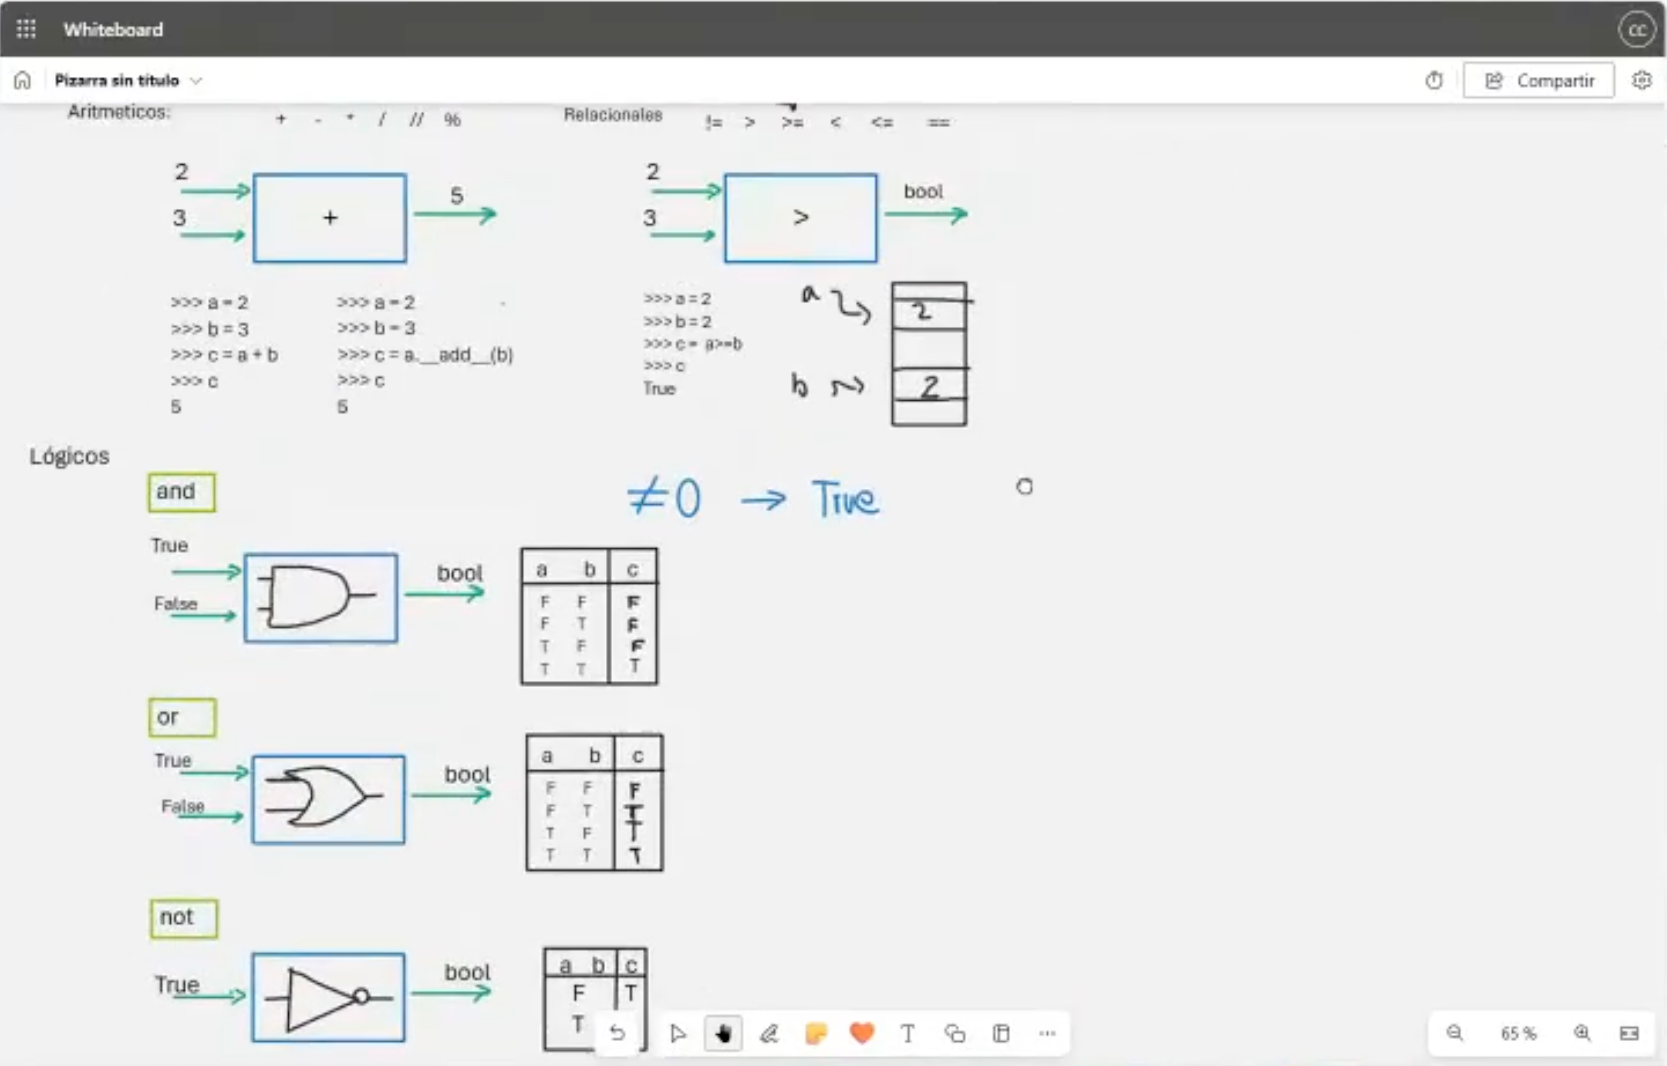 Whiteboard
CC
Pizarra sin título
Compartir
Aritmeticos:
+ - * / // %
Relacionales
!= > >= < <= ==
2
3
+
5
2
3
>
bool
>>> a = 2
>>> b = 3
>>> c = a + b
>>> c
5
>>> a = 2
>>> b = 3
>>> c = a.__add__(b)
>>> c
5
>>> a = 2
>>> b = 2
>>> c = a>=b
>>> c
True
a
2
b
2
Lógicos
and
≠0 → True
True
False
bool
a b c
F F F
F T F
T F F
T T T
or
True
False
bool
a b c
F F F
F T T
T F T
T T T
not
True
bool
a b c
F T
T
T
65 %